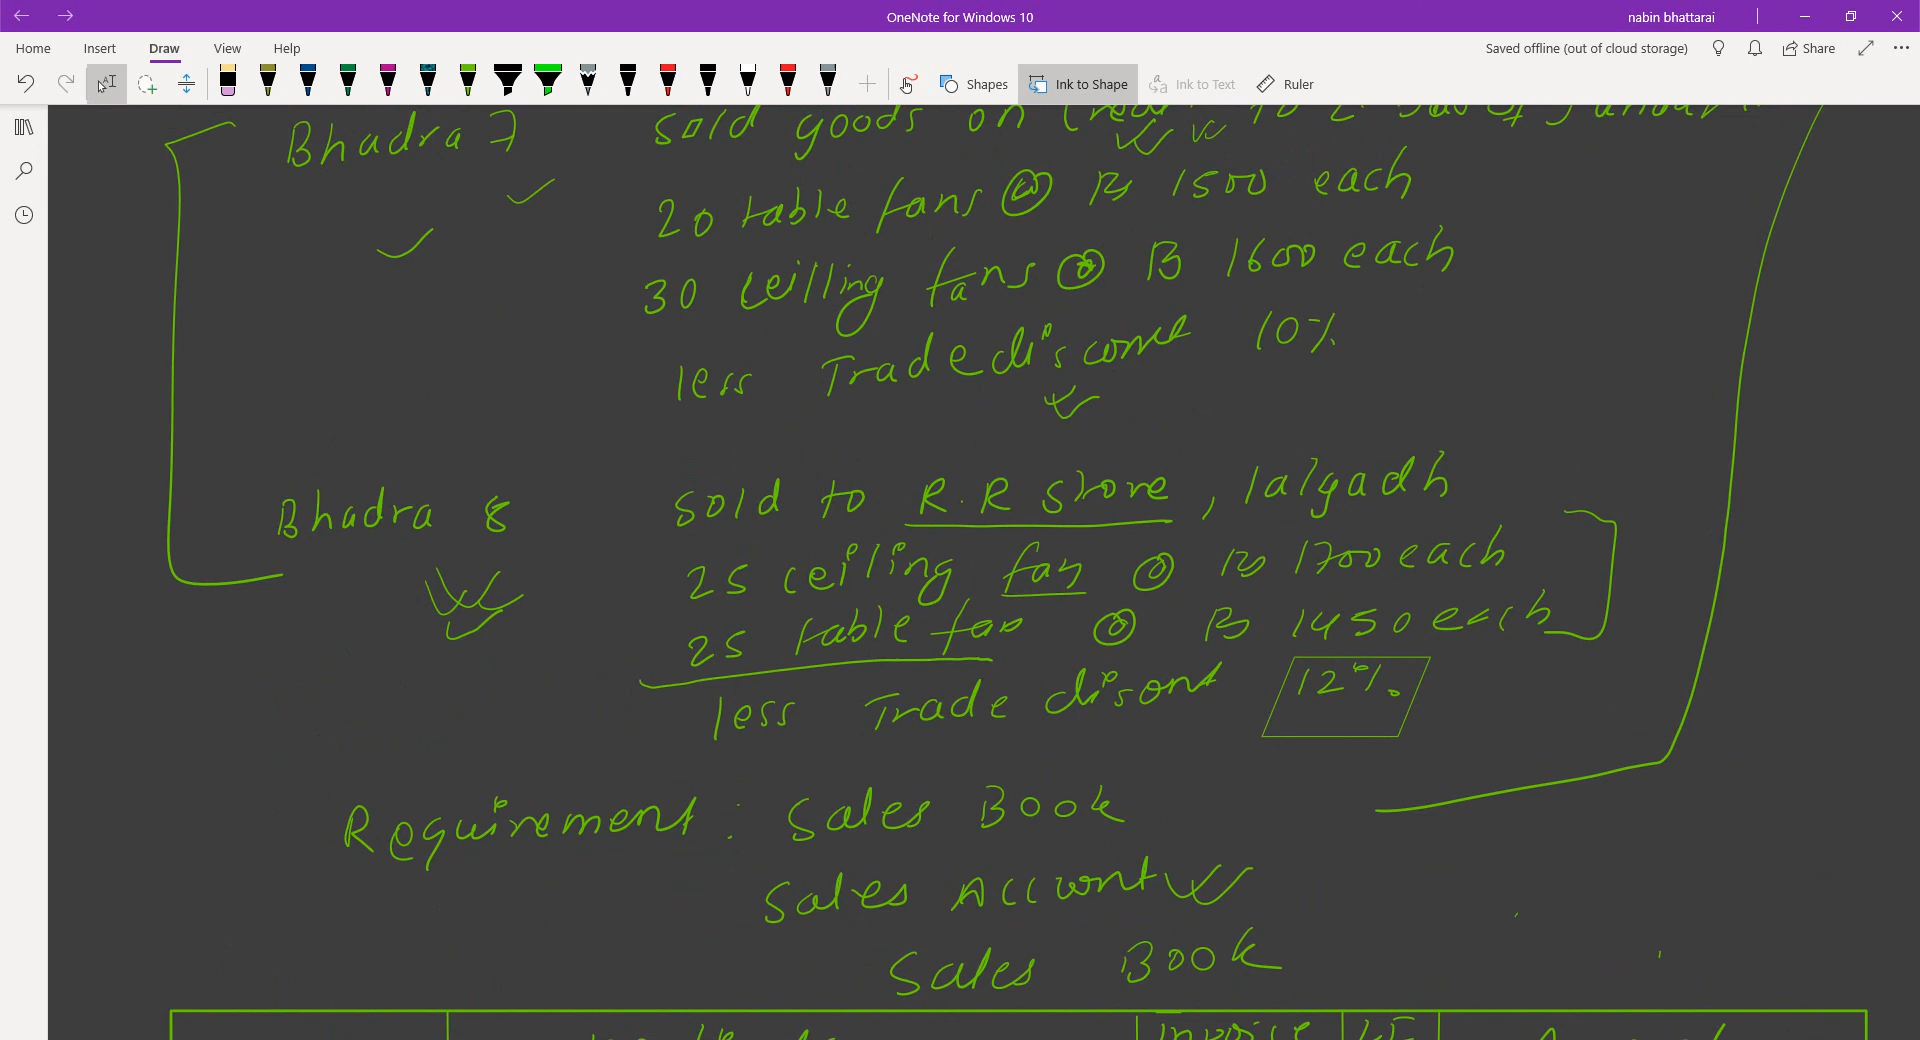 OneNote for Windows 10
nabin bhattarai
Home Insert Draw View Help
Saved offline (out of cloud storage) Share
Shapes Ink to Shape Ink to Text Ruler
Bhadra 7 sold goods on
20 table fans @ Rs 1500 each
30 ceilling fans @ Rs 1600 each
less Trade discount 10%
Bhadra 8 sold to R.R store, lalgadh
25 ceiling fan @ Rs 1700 each
25 table fan @ Rs 1450 each
less Trade disont 12%
Requirement: Sales Book
Sales Account
Sales Book
Invoice